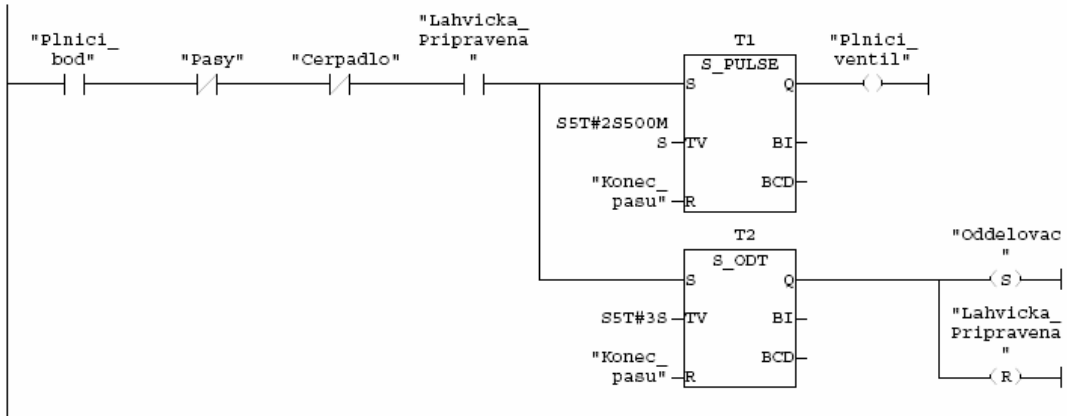 "Plnici_
bod"
"Pasy"
"Cerpadlo"
"Lahvicka_
Pripravena
"
T1
S_PULSE
"Plnici_
ventil"
S
Q
( )
S5T#2S500M
S
TV
BI
"Konec_
pasu"
R
BCD
T2
S_ODT
"Oddelovac
"
S
Q
(S)
S5T#3S
TV
BI
"Lahvicka_
Pripravena
"
"Konec_
pasu"
R
BCD
(R)